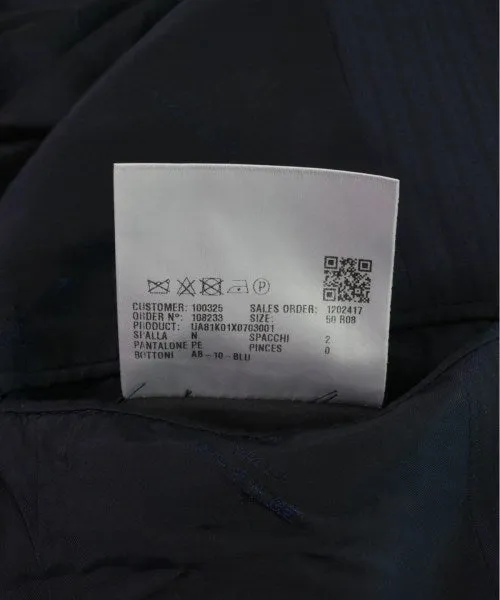 CUSTOMER: 100325 SALES ORDER: 1202417
ORDER N°: 108233 SIZE: 50 R08
PRODUCT: UA81K01X0703001
SPALLA N SPACCHI 2
PANTALONE PE PINCES 0
BOTTONI A8-10-BLU